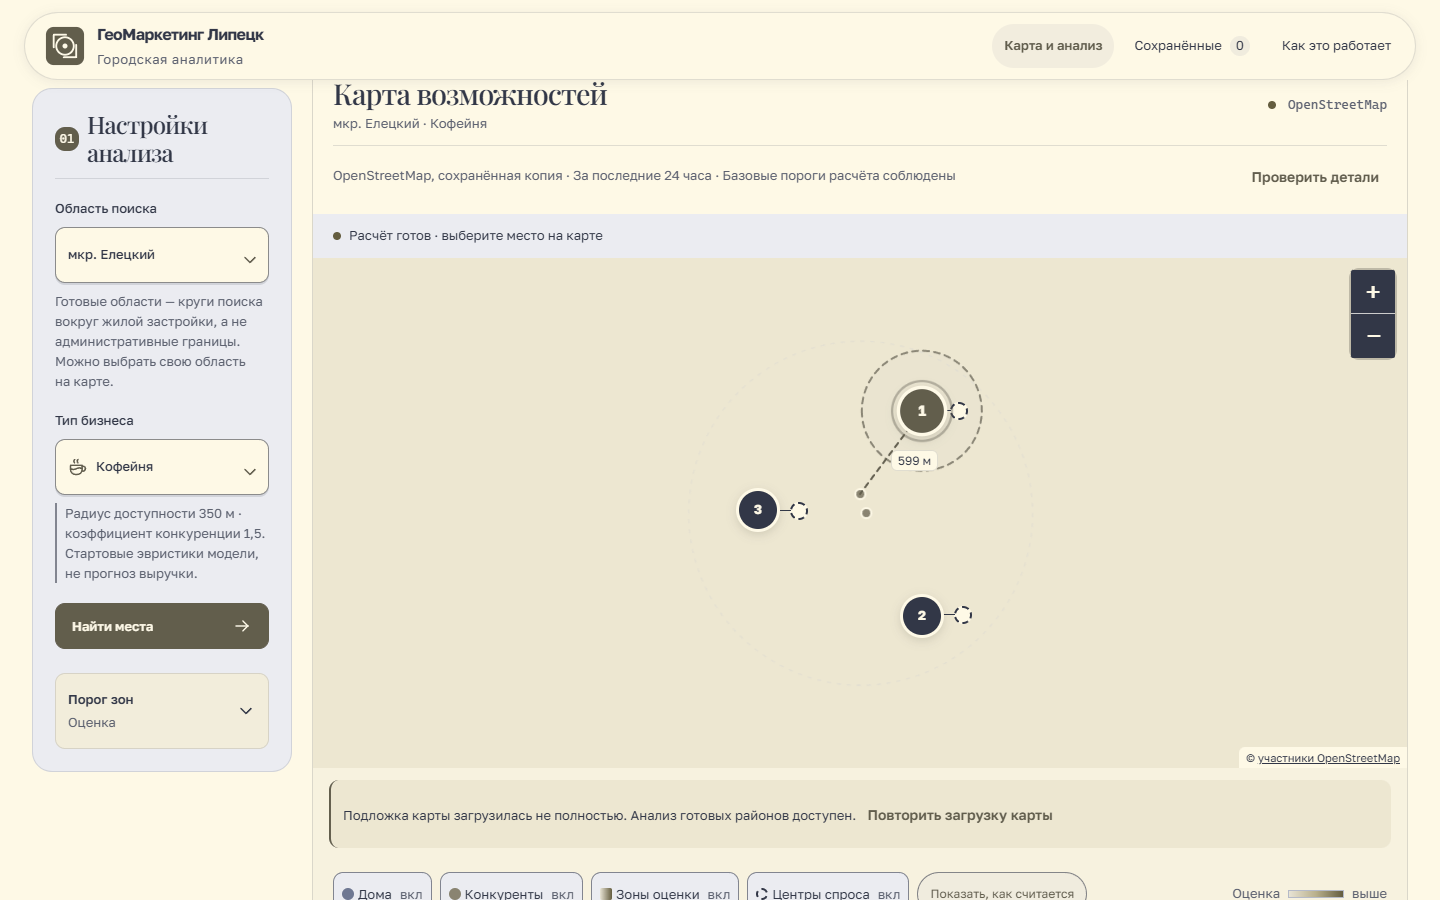 ГеоМаркетинг Липецк
Городская аналитика
Карта и анализ
Сохранённые 0
Как это работает
01
Настройки
анализа
Область поиска
мкр. Елецкий
Готовые области — круги поиска
вокруг жилой застройки, а не
административные границы.
Можно выбрать свою область
на карте.
Тип бизнеса
Кофейня
Радиус доступности 350 м ·
коэффициент конкуренции 1,5.
Стартовые эвристики модели,
не прогноз выручки.
Найти места
Порог зон
Оценка
Карта возможностей
мкр. Елецкий · Кофейня
OpenStreetMap
OpenStreetMap, сохранённая копия · За последние 24 часа · Базовые пороги расчёта соблюдены
Проверить детали
Расчёт готов · выберите место на карте
+
−
1
599 м
3
2
© участники OpenStreetMap
Подложка карты загрузилась не полностью. Анализ готовых районов доступен. Повторить загрузку карты
Дома вкл
Конкуренты вкл
Зоны оценки вкл
Центры спроса вкл
Показать, как считается
Оценка
выше